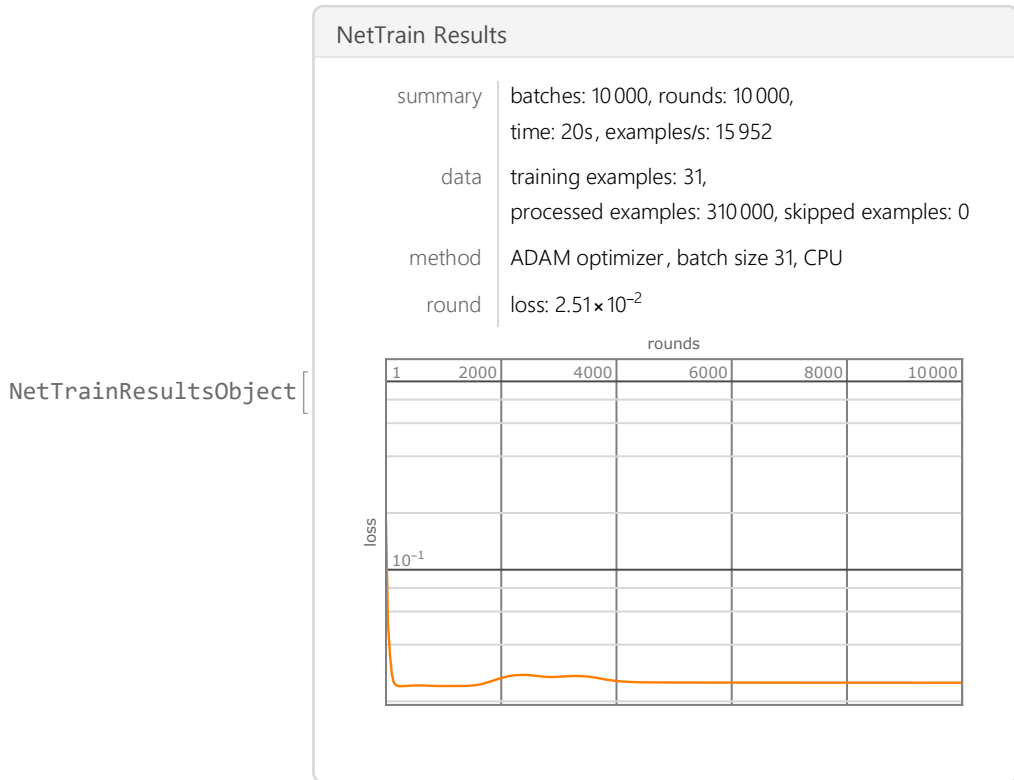 NetTrain Results
summary batches: 10 000, rounds: 10 000,
time: 20s, examples/s: 15 952
data training examples: 31,
processed examples: 310 000, skipped examples: 0
method ADAM optimizer, batch size 31, CPU
round loss: 2.51×10⁻²
rounds
1 2000 4000 6000 8000 10000
NetTrainResultsObject[
loss
10⁻¹